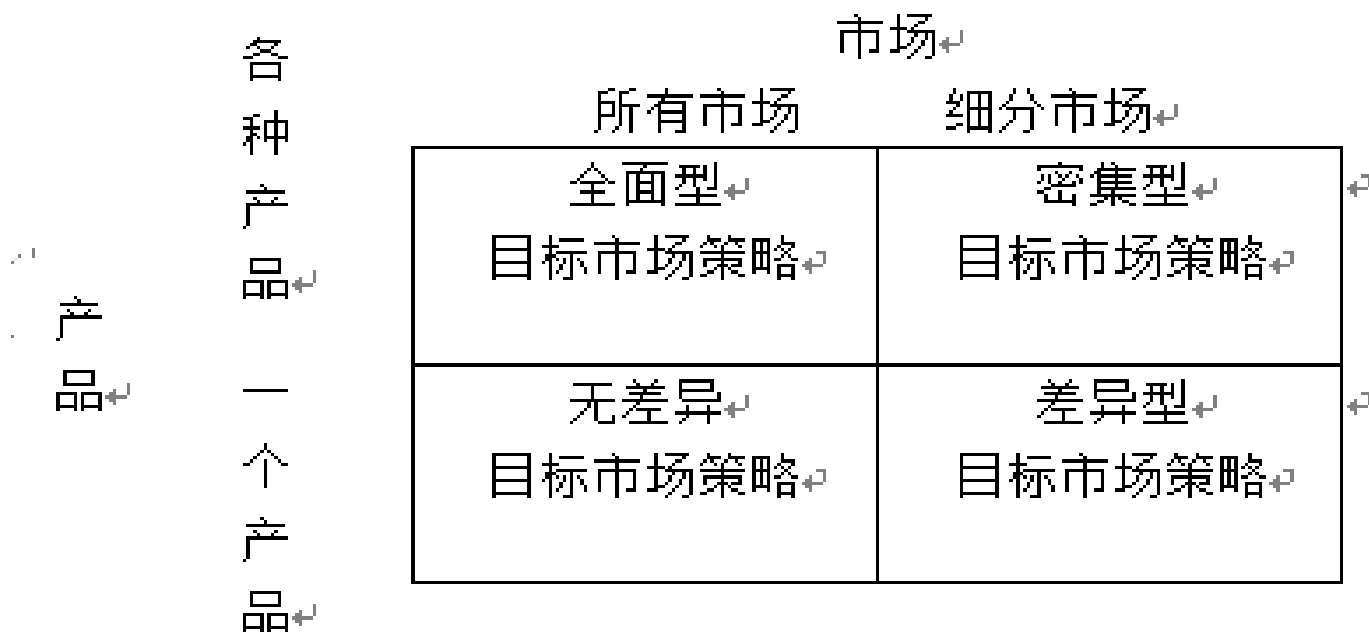 市场
所有市场 细分市场
各种产品
全面型 密集型
目标市场策略 目标市场策略
产品
一个产品
无差异 差异型
目标市场策略 目标市场策略